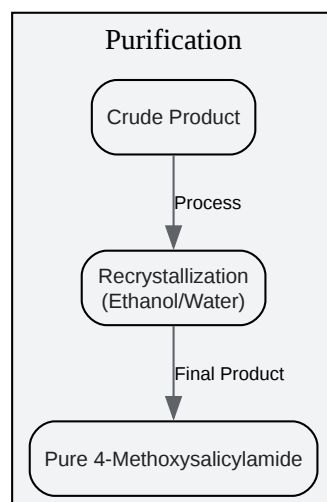 Purification
Crude Product
Process
Recrystallization
(Ethanol/Water)
Final Product
Pure 4-Methoxysalicylamide